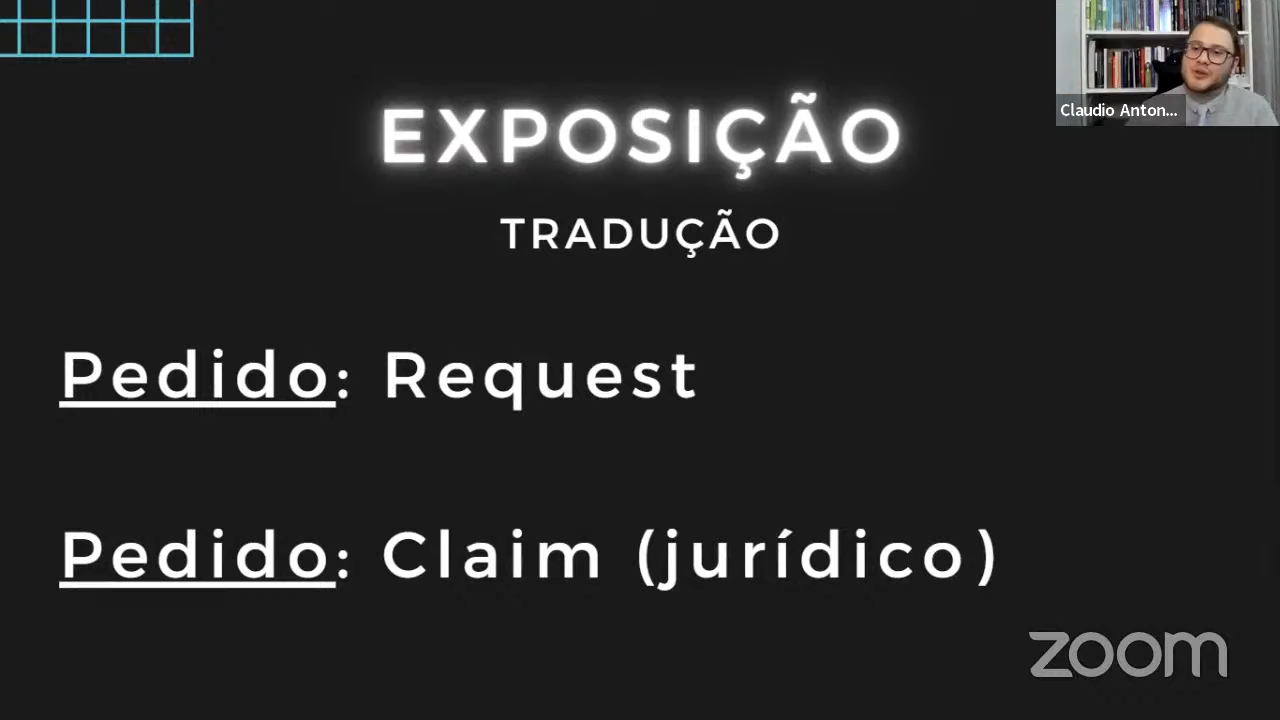 Claudio Anton...
EXPOSIÇÃO
TRADUÇÃO
Pedido: Request
Pedido: Claim (jurídico)
zoom